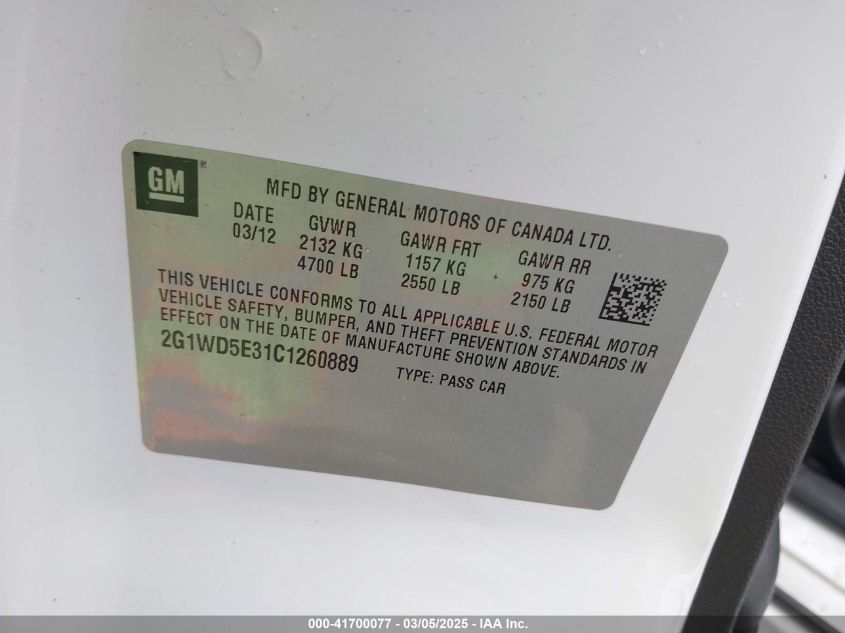 GM ®
MFD BY GENERAL MOTORS OF CANADA LTD.
DATE GVWR GAWR FRT GAWR RR
03/12 2132 KG 1157 KG 975 KG
4700 LB 2550 LB 2150 LB
THIS VEHICLE CONFORMS TO ALL APPLICABLE U.S. FEDERAL MOTOR
VEHICLE SAFETY, BUMPER, AND THEFT PREVENTION STANDARDS IN
EFFECT ON THE DATE OF MANUFACTURE SHOWN ABOVE.
2G1WD5E31C1260889 TYPE: PASS CAR
000-41700077 - 03/05/2025 - IAA Inc.